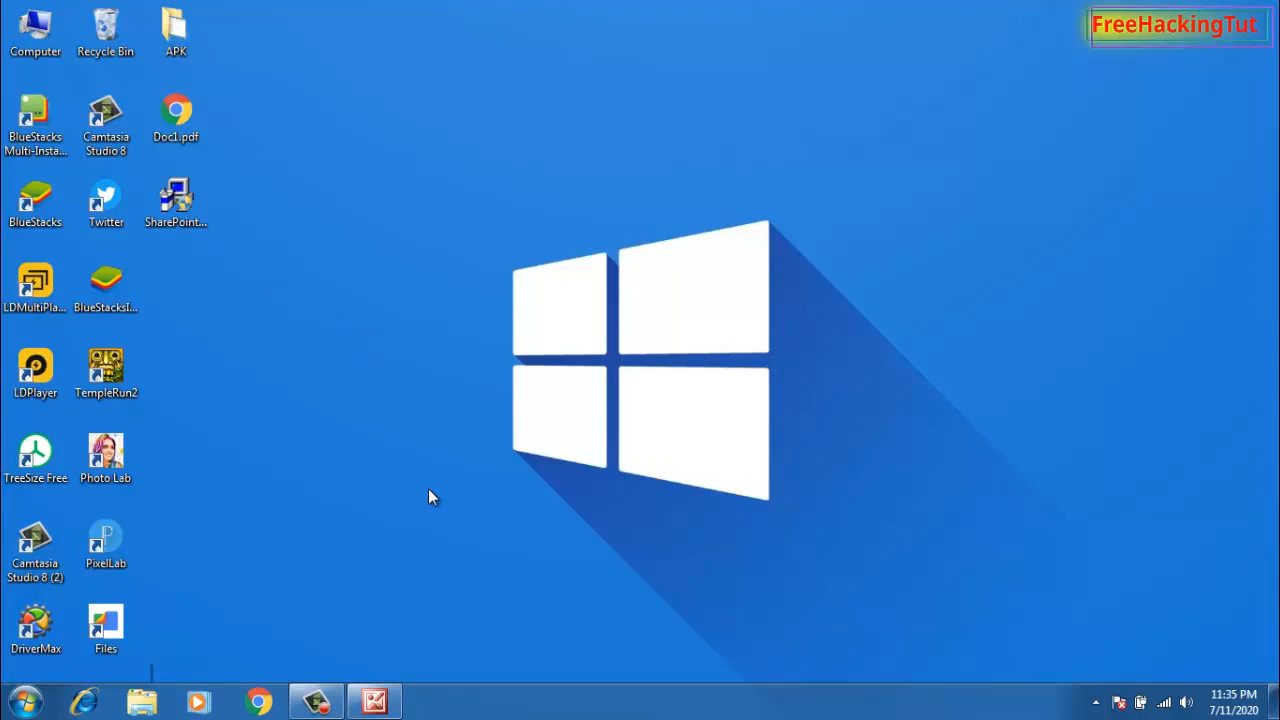 FreeHackingTut
Computer
Recycle Bin
APK
BlueStacks
Multi-Insta...
Camtasia
Studio 8
Doc1.pdf
BlueStacks
Twitter
SharePoint...
LDMultiPla...
BlueStacksI...
LDPlayer
TempleRun2
TreeSize Free
Photo Lab
Camtasia
Studio 8 (2)
PixelLab
DriverMax
Files
11:35 PM
7/11/2020